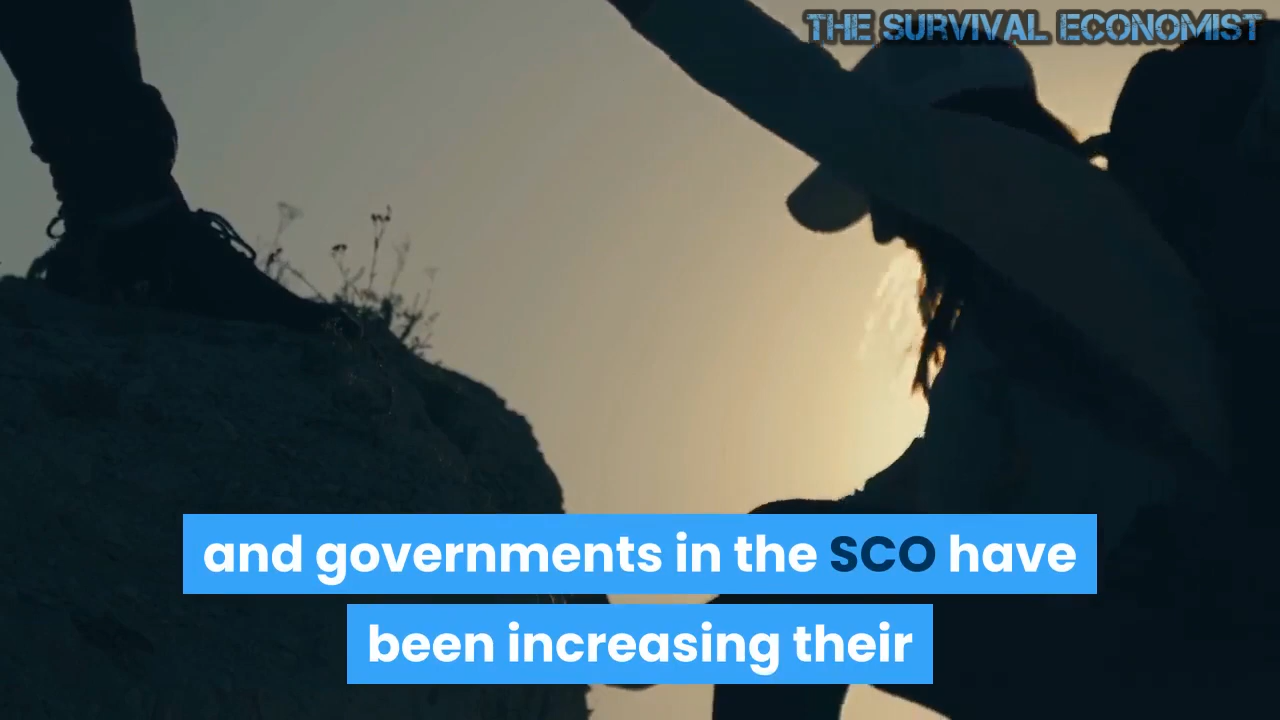 THE SURVIVAL ECONOMIST
and governments in the SCO have
been increasing their